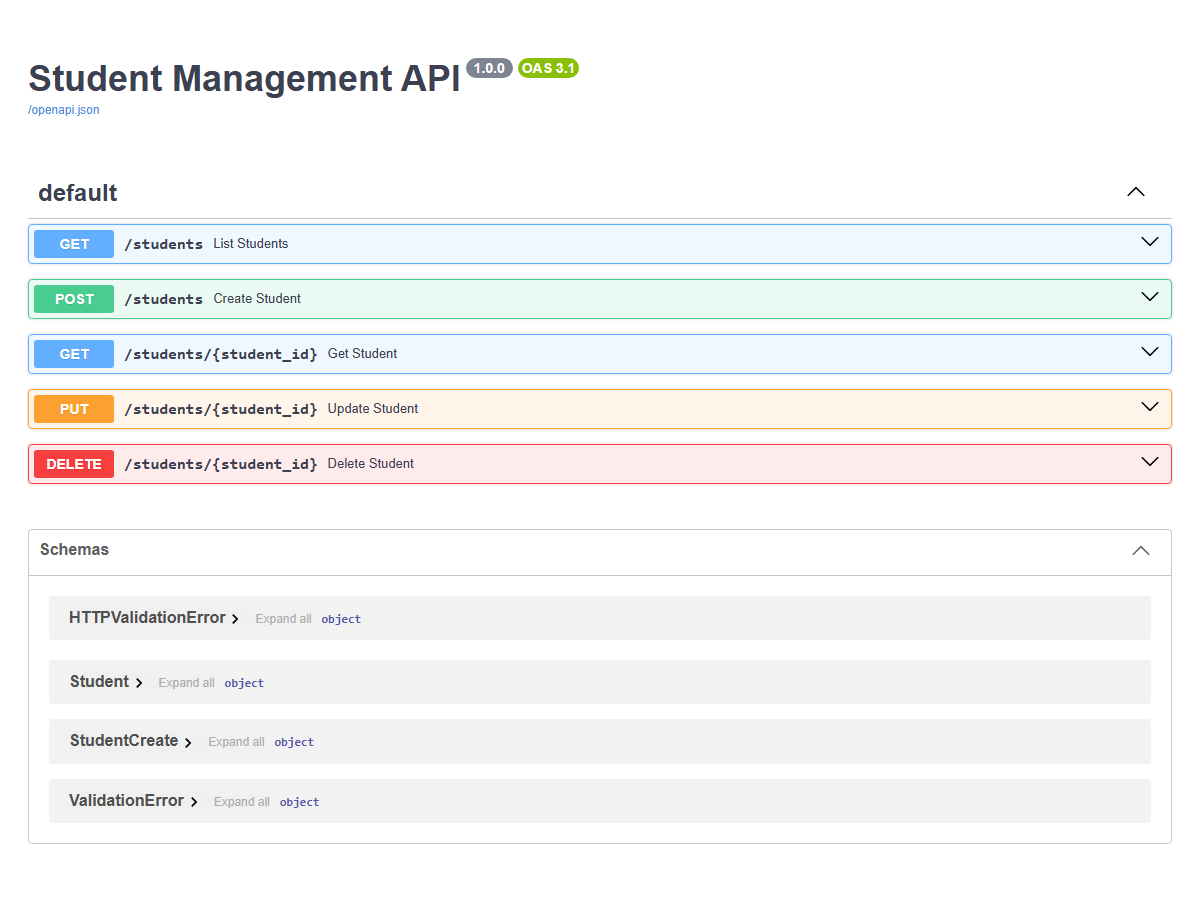 Student Management API 1.0.0 OAS 3.1
/openapi.json
default
GET /students List Students
POST /students Create Student
GET /students/{student_id} Get Student
PUT /students/{student_id} Update Student
DELETE /students/{student_id} Delete Student
Schemas
HTTPValidationError Expand all object
Student Expand all object
StudentCreate Expand all object
ValidationError Expand all object